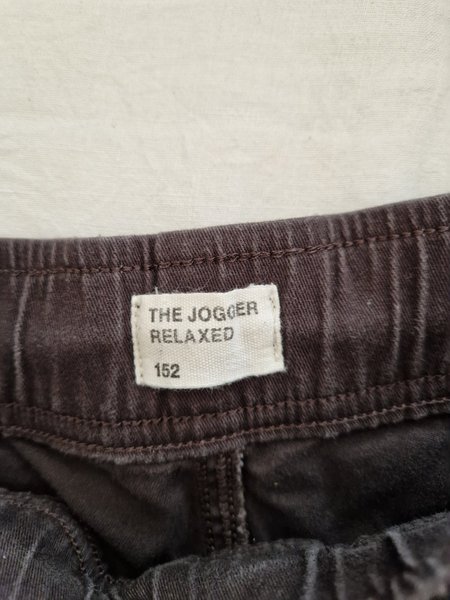 THE JOGGER
RELAXED
152